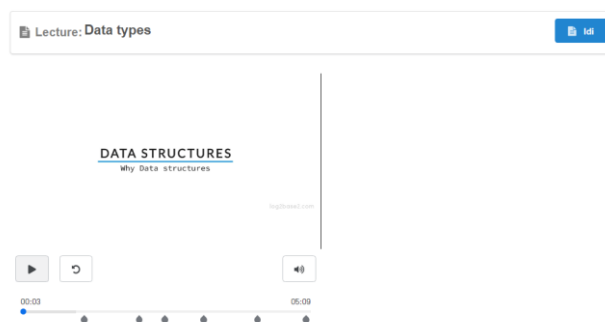 Lecture: Data types
Idi
DATA STRUCTURES
Why Data structures
00:03
05:09